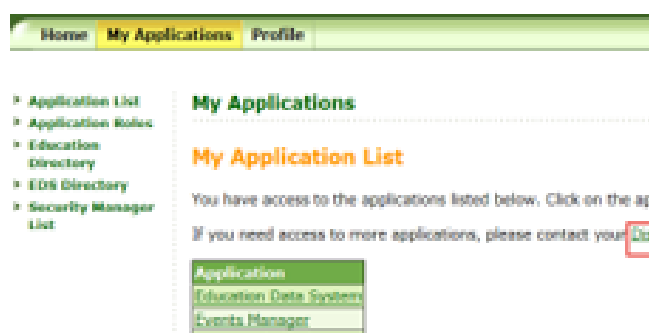 Home My Applications Profile
Application List
Application Roles
Education
Directory
EDS Directory
Security Manager
List
My Applications
My Application List
You have access to the applications listed below. Click on the
If you need access to more applications, please contact your
Application
Education Data System
Events Manager